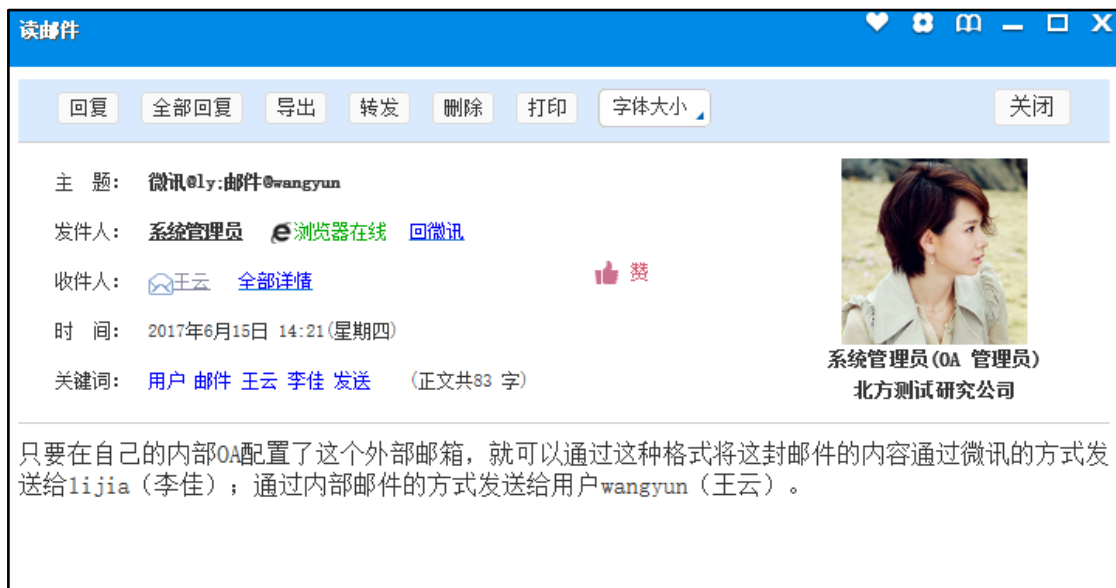 读邮件
回复 全部回复 导出 转发 删除 打印 字体大小 关闭
主 题： 微讯@ly;邮件@wangyun
发件人： 系统管理员 浏览器在线 回微讯
收件人： 王云 全部详情
赞
时 间： 2017年6月15日 14:21(星期四)
系统管理员(OA 管理员)
关键词： 用户 邮件 王云 李佳 发送 (正文共83 字)
北方测试研究公司
只要在自己的内部OA配置了这个外部邮箱，就可以通过这种格式将这封邮件的内容通过微讯的方式发
送给lijia（李佳）；通过内部邮件的方式发送给用户wangyun（王云）。